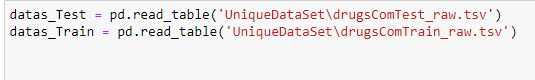 datas_Test = pd.read_table('UniqueDataSet\drugsComTest_raw.tsv')
datas_Train = pd.read_table('UniqueDataSet\drugsComTrain_raw.tsv')